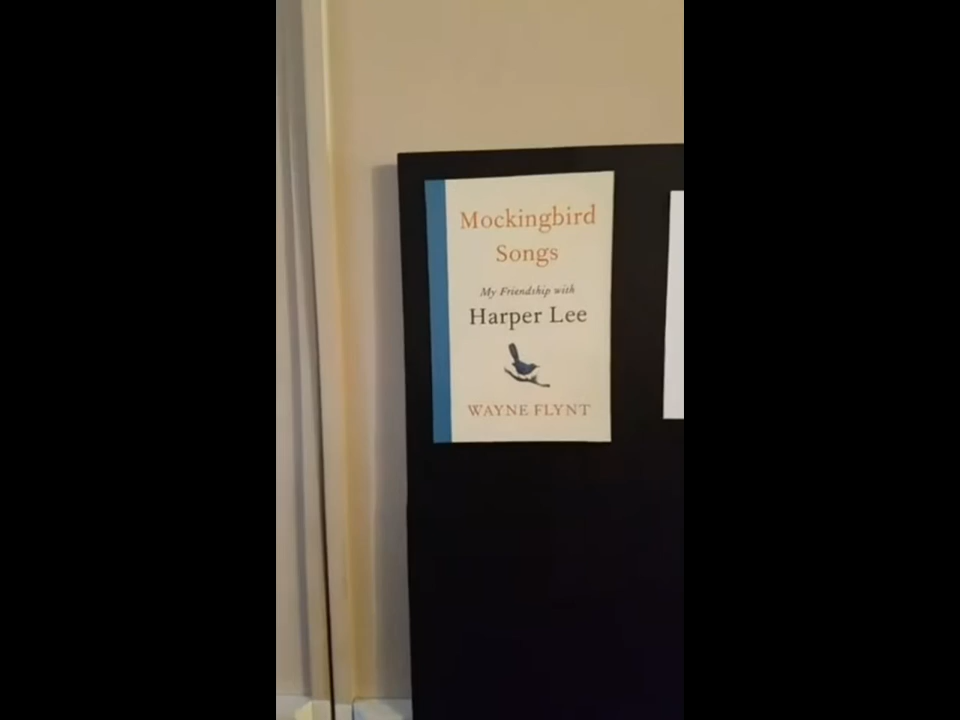 Mockingbird
Songs
My Friendship with
Harper Lee
WAYNE FLYNT